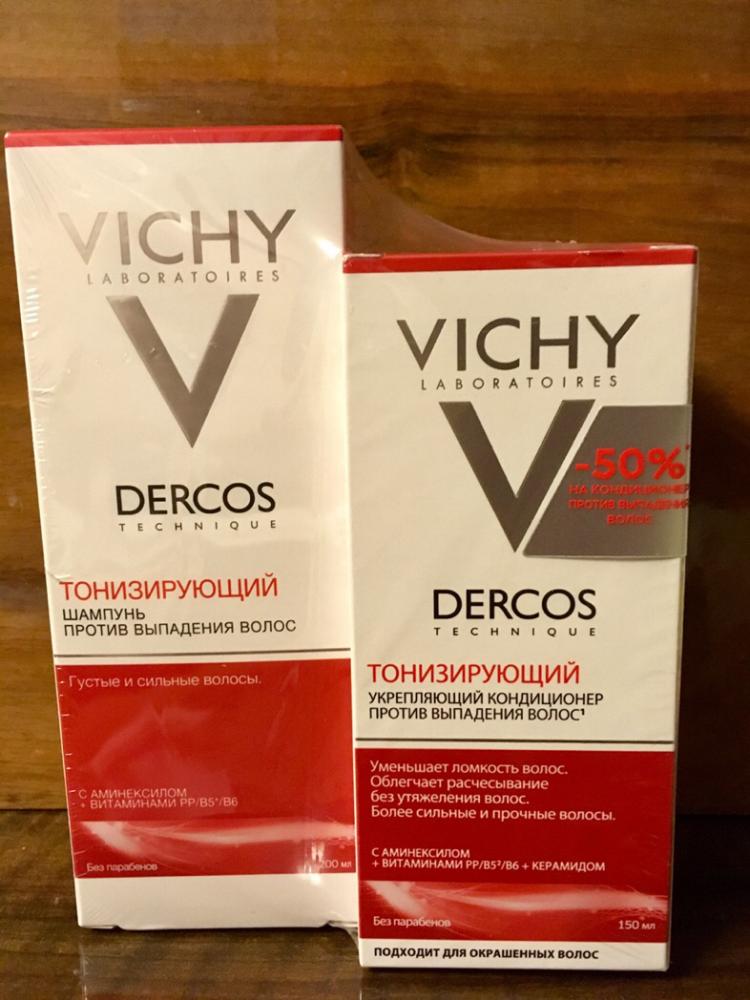 VICHY
LABORATOIRES
V
DERCOS
TECHNIQUE
ТОНИЗИРУЮЩИЙ
ШАМПУНЬ
ПРОТИВ ВЫПАДЕНИЯ ВОЛОС
Густые и сильные волосы.
С АМИНЕКСИЛОМ
+ ВИТАМИНАМИ PP/B5*/B6
Без парабенов
200 мл
VICHY
LABORATOIRES
V
-50%*
НА КОНДИЦИОНЕР
ПРОТИВ ВЫПАДЕНИЯ
ВОЛОС
DERCOS
TECHNIQUE
ТОНИЗИРУЮЩИЙ
УКРЕПЛЯЮЩИЙ КОНДИЦИОНЕР
ПРОТИВ ВЫПАДЕНИЯ ВОЛОС¹
Уменьшает ломкость волос.
Облегчает расчесывание
без утяжеления волос.
Более сильные и прочные волосы.
С АМИНЕКСИЛОМ
+ ВИТАМИНАМИ PP/B5²/B6 + КЕРАМИДОМ
Без парабенов
150 мл
ПОДХОДИТ ДЛЯ ОКРАШЕННЫХ ВОЛОС